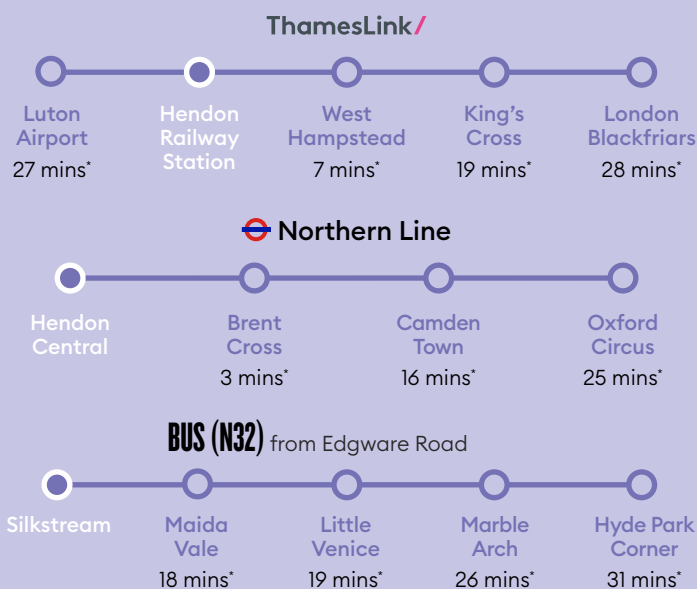 ThamesLink/
Luton Airport 27 mins*
Hendon Railway Station
West Hampstead 7 mins*
King's Cross 19 mins*
London Blackfriars 28 mins*
Northern Line
Hendon Central
Brent Cross 3 mins*
Camden Town 16 mins*
Oxford Circus 25 mins*
BUS (N32) from Edgware Road
Silkstream
Maida Vale 18 mins*
Little Venice 19 mins*
Marble Arch 26 mins*
Hyde Park Corner 31 mins*